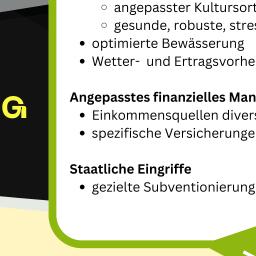 angepasster Kultursort
gesunde, robuste, stres
optimierte Bewässerung
Wetter- und Ertragsvorhe
Angepasstes finanzielles Man
Einkommensquellen divers
spezifische Versicherunge
Staatliche Eingriffe
gezielte Subventionierung